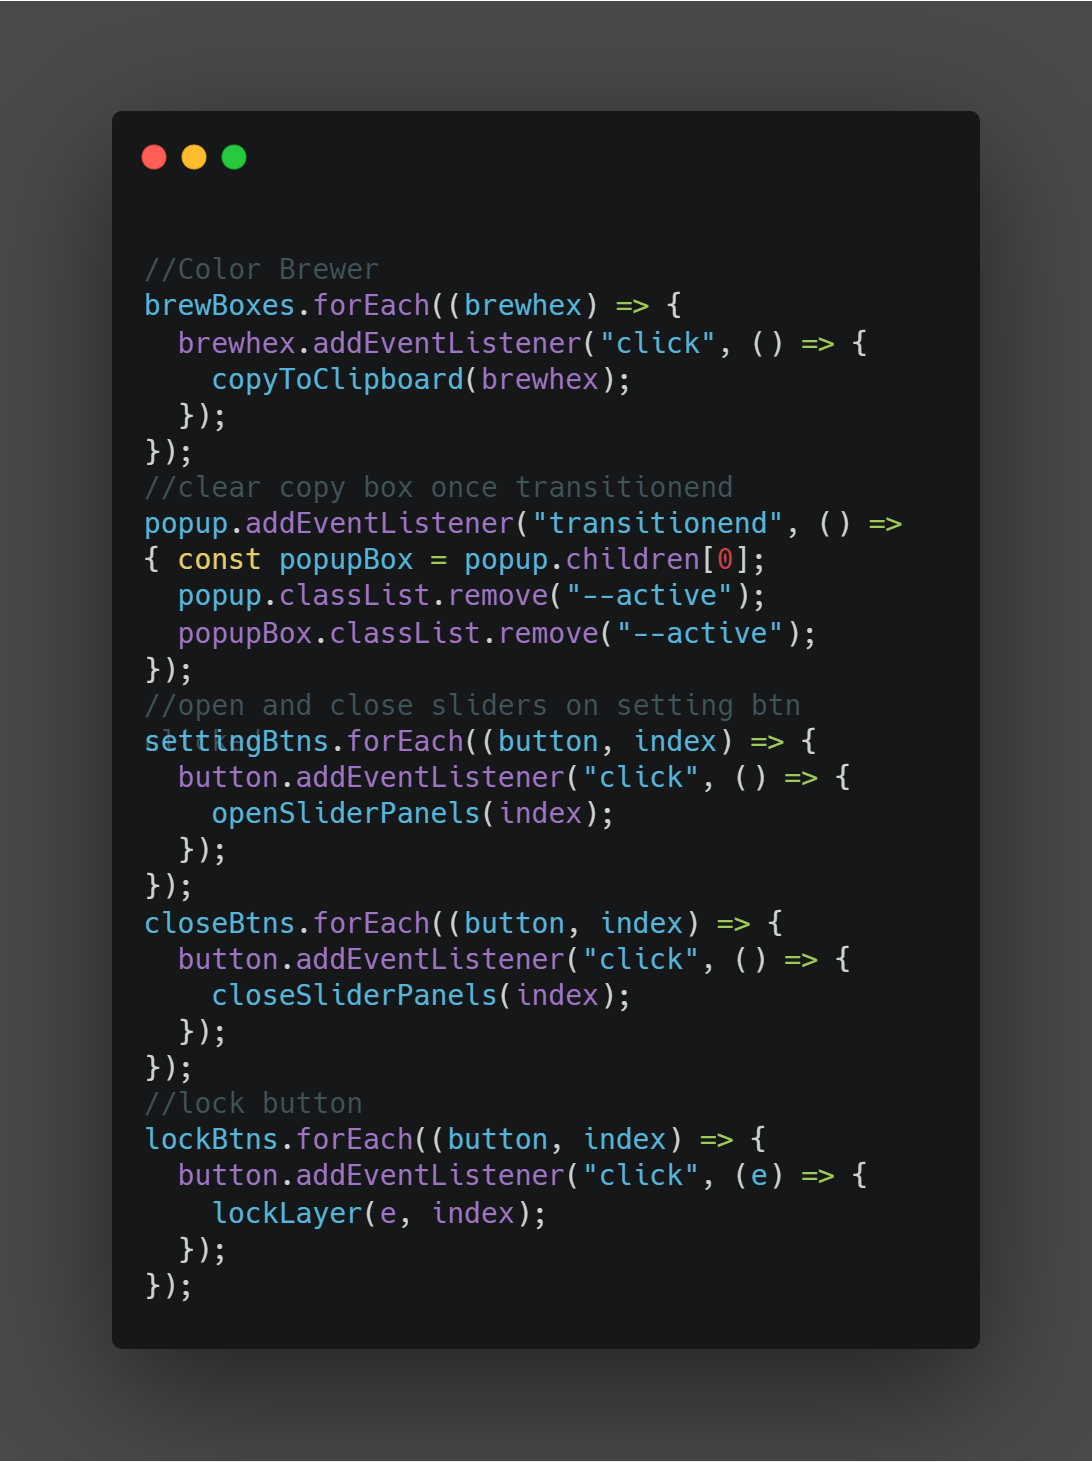 //Color Brewer
brewBoxes.forEach((brewhex) => {
  brewhex.addEventListener("click", () => {
    copyToClipboard(brewhex);
  });
});
//clear copy box once transitionend
popup.addEventListener("transitionend", () =>
{ const popupBox = popup.children[0];
  popup.classList.remove("--active");
  popupBox.classList.remove("--active");
});
//open and close sliders on setting btn
settingBtns.forEach((button, index) => {
  button.addEventListener("click", () => {
    openSliderPanels(index);
  });
});
closeBtns.forEach((button, index) => {
  button.addEventListener("click", () => {
    closeSliderPanels(index);
  });
});
//lock button
lockBtns.forEach((button, index) => {
  button.addEventListener("click", (e) => {
    lockLayer(e, index);
  });
});